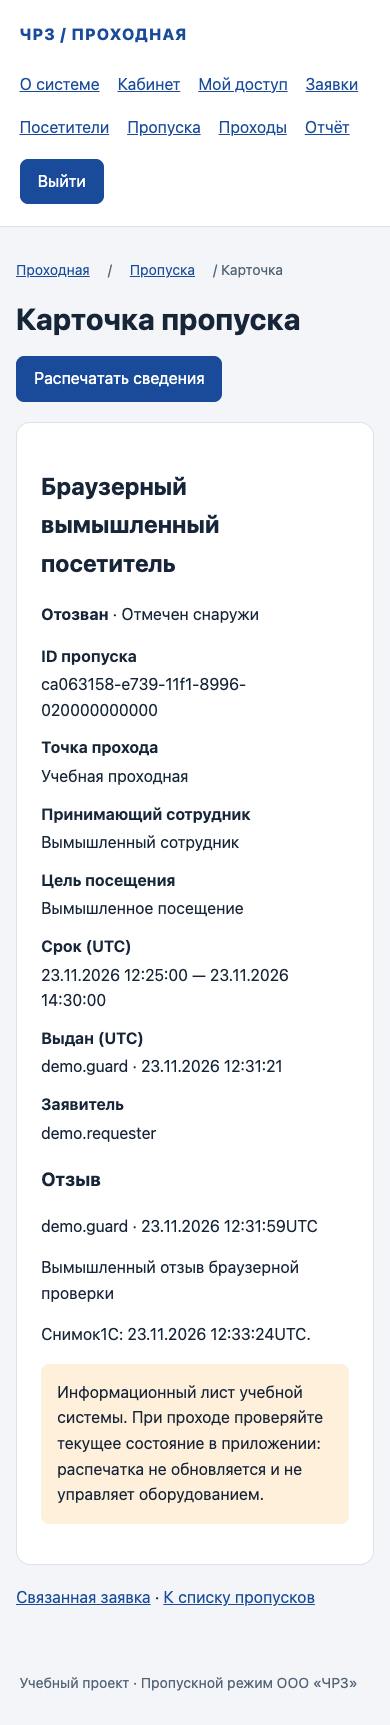 ЧРЗ / ПРОХОДНАЯ
О системе Кабинет Мой доступ Заявки
Посетители Пропуска Проходы Отчёт
Выйти
Проходная / Пропуска / Карточка
Карточка пропуска
Распечатать сведения
Браузерный
вымышленный
посетитель
Отозван · Отмечен снаружи
ID пропуска
ca063158-e739-11f1-8996-
020000000000
Точка прохода
Учебная проходная
Принимающий сотрудник
Вымышленный сотрудник
Цель посещения
Вымышленное посещение
Срок (UTC)
23.11.2026 12:25:00 — 23.11.2026
14:30:00
Выдан (UTC)
demo.guard · 23.11.2026 12:31:21
Заявитель
demo.requester
Отзыв
demo.guard · 23.11.2026 12:31:59UTC
Вымышленный отзыв браузерной
проверки
Снимок1С: 23.11.2026 12:33:24UTC.
Информационный лист учебной
системы. При проходе проверяйте
текущее состояние в приложении:
распечатка не обновляется и не
управляет оборудованием.
Связанная заявка · К списку пропусков
Учебный проект · Пропускной режим ООО «ЧРЗ»